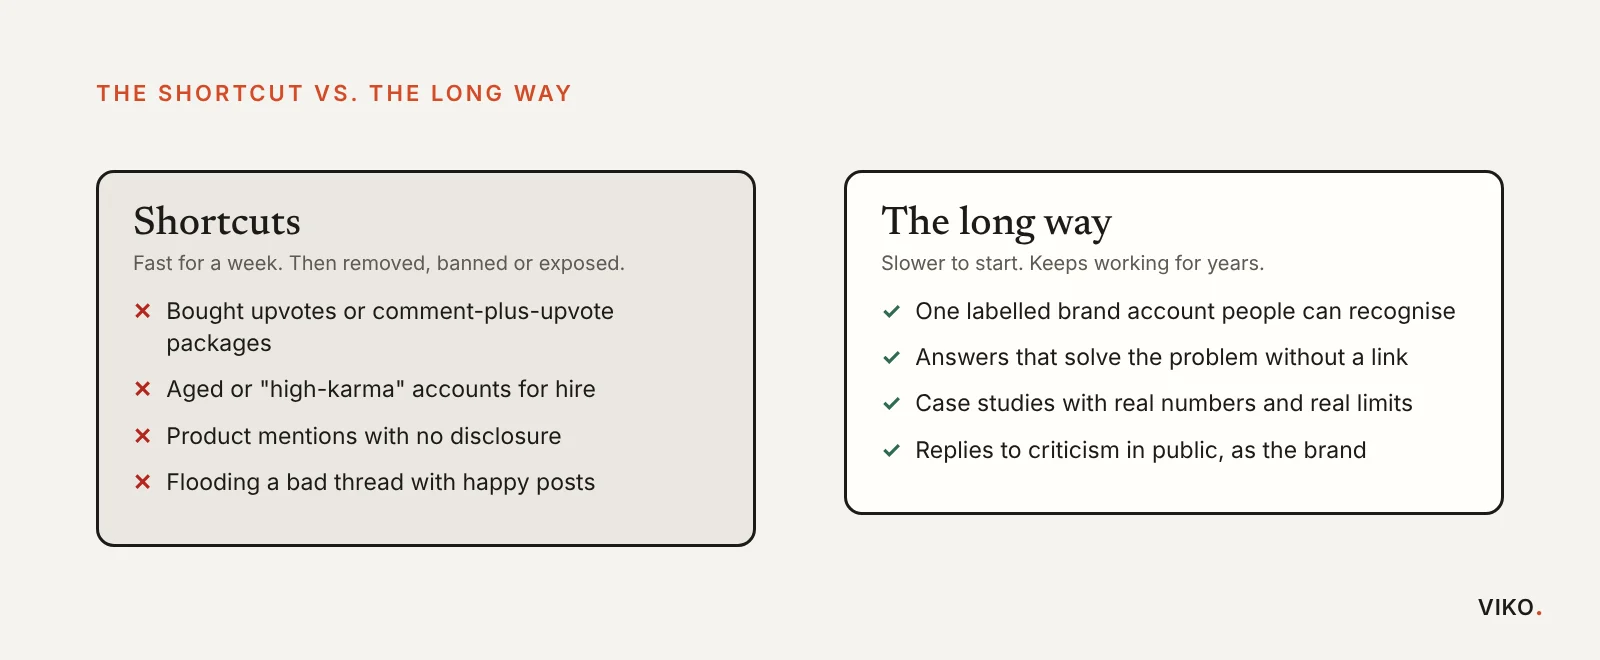 THE SHORTCUT VS. THE LONG WAY
Shortcuts
Fast for a week. Then removed, banned or exposed.
✕ Bought upvotes or comment-plus-upvote
packages
✕ Aged or "high-karma" accounts for hire
✕ Product mentions with no disclosure
✕ Flooding a bad thread with happy posts
The long way
Slower to start. Keeps working for years.
✓ One labelled brand account people can recognise
✓ Answers that solve the problem without a link
✓ Case studies with real numbers and real limits
✓ Replies to criticism in public, as the brand
VIKO.